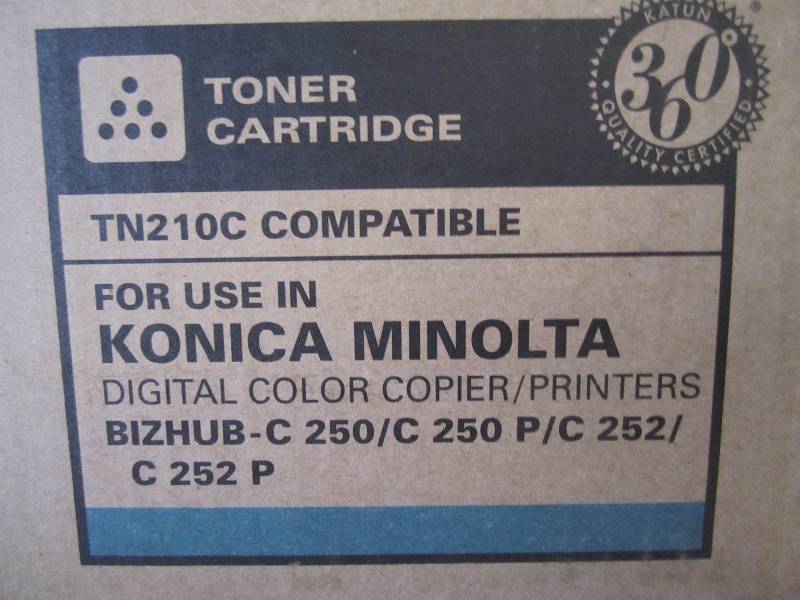 TONER
CARTRIDGE
KATUN
360°
QUALITY CERTIFIED
®
TN210C COMPATIBLE
FOR USE IN
KONICA MINOLTA
DIGITAL COLOR COPIER/PRINTERS
BIZHUB-C 250/C 250 P/C 252/
C 252 P